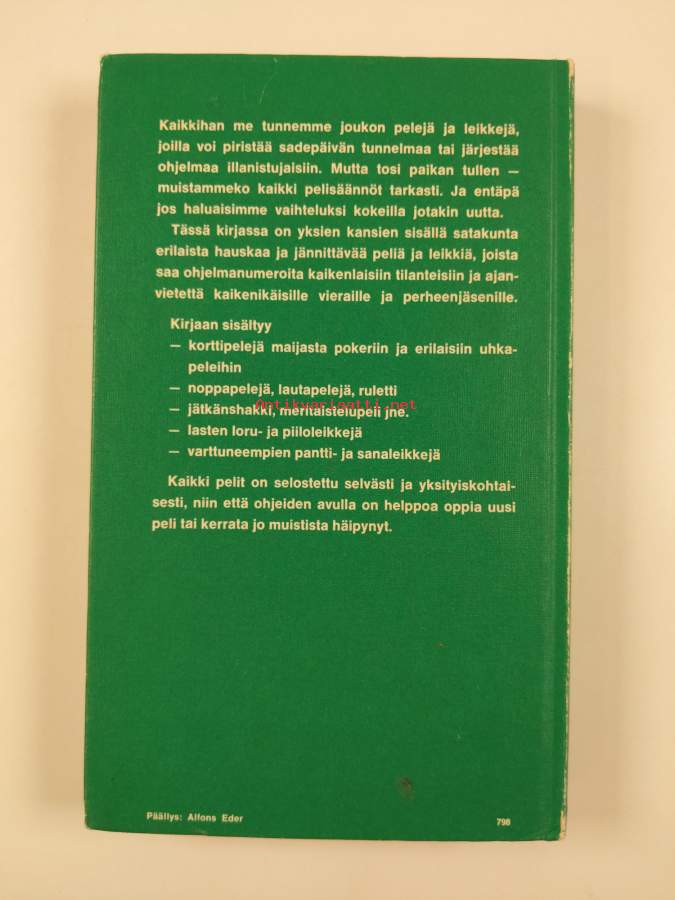 Kaikkihan me tunnemme joukon pelejä ja leikkejä,
joilla voi piristää sadepäivän tunnelmaa tai järjestää
ohjelmaa illanistujaisiin. Mutta tosi paikan tullen —
muistammeko kaikki pelisäännöt tarkasti. Ja entäpä
jos haluaisimme vaihteluksi kokeilla jotakin uutta.
Tässä kirjassa on yksien kansien sisällä satakunta
erilaista hauskaa ja jännittävää peliä ja leikkiä, joista
saa ohjelmanumeroita kaikenlaisiin tilanteisiin ja ajan-
vietettä kaikenikäisille vieraille ja perheenjäsenille.
Kirjaan sisältyy
— korttipelejä maijasta pokeriin ja erilaisiin uhka-
peleihin
— noppapelejä, lautapelejä, ruletti
Antikvariaatti.net
— jätkänshakki, meritaistelupeli jne.
— lasten loru- ja piiloleikkejä
— varttuneempien pantti- ja sanaleikkejä
Kaikki pelit on selostettu selvästi ja yksityiskohtai-
sesti, niin että ohjeiden avulla on helppoa oppia uusi
peli tai kerrata jo muistista häipynyt.
Päällys: Alfons Eder
798